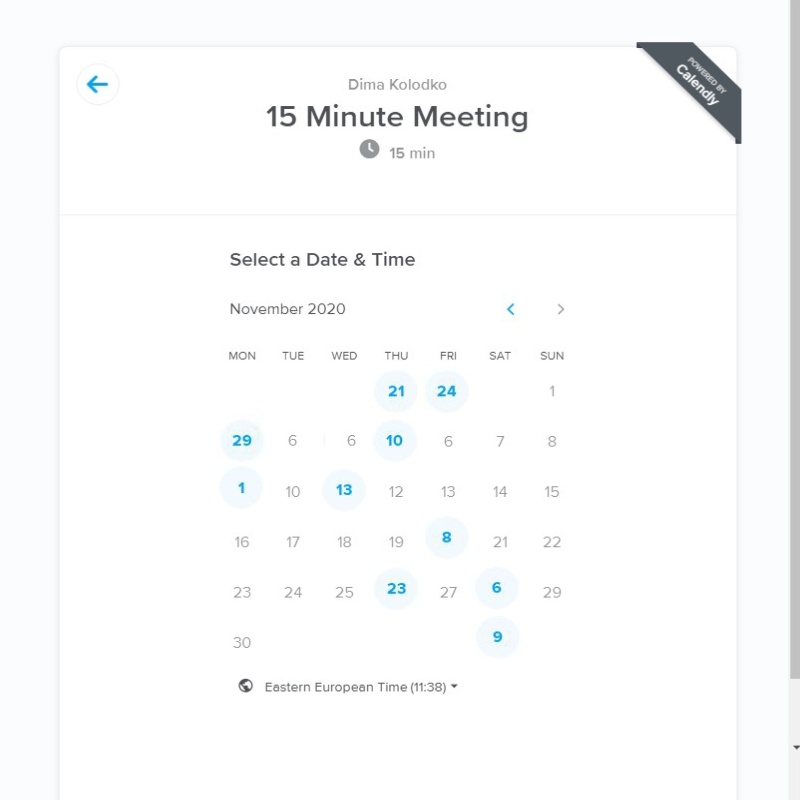 POWERED BY
Calendly
Dima Kolodko
15 Minute Meeting
15 min
Select a Date & Time
November 2020
MON TUE WED THU FRI SAT SUN
21 24 1
29 6 6 10 6 7 8
1 10 13 12 13 14 15
16 17 18 19 8 21 22
23 24 25 23 27 6 29
30 9
Eastern European Time (11:38)